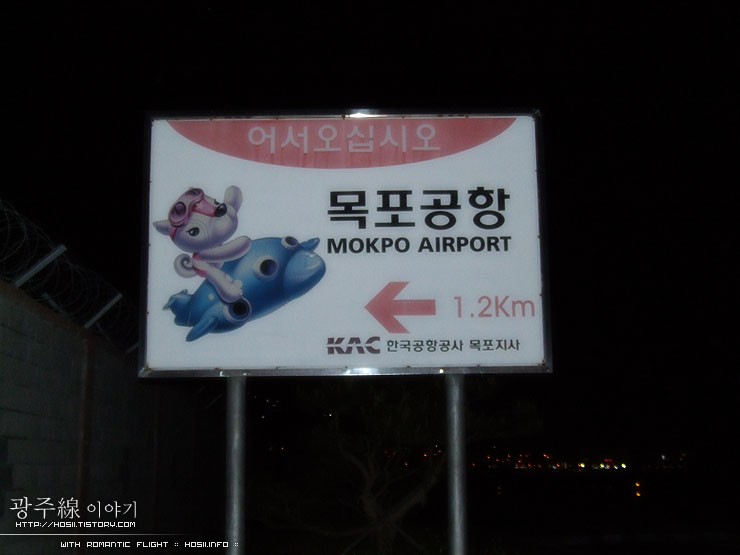 어서오십시오
목포공항
MOKPO AIRPORT
1.2Km
KAC 한국공항공사 목포지사
광주線 이야기
HTTP://HOSII.TISTORY.COM
WITH ROMANTIC FLIGHT :: HOSII.INFO ::